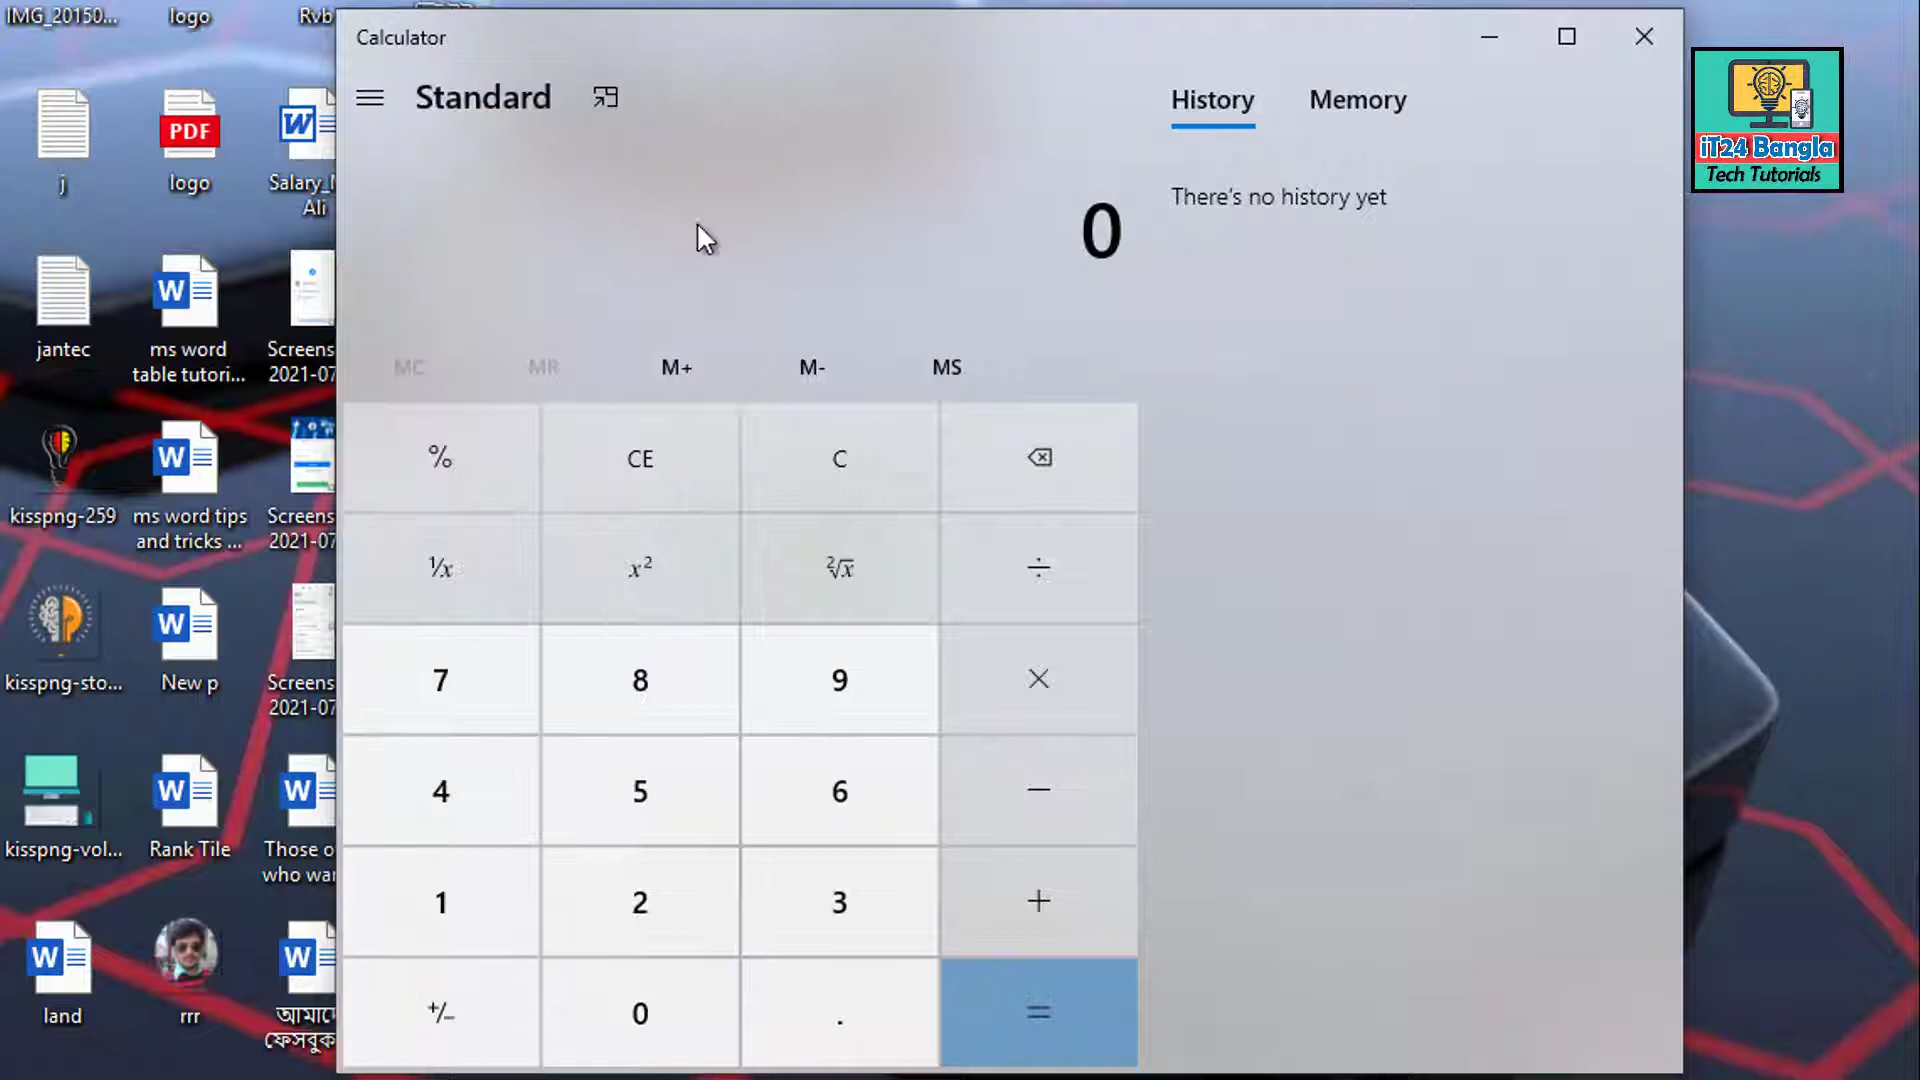 IMG_20150...
logo
Rvb
Calculator
Standard
History
Memory
iT24 Bangla
Tech Tutorials
There's no history yet
0
PDF
j
logo
Salary_
Ali
MC
MR
M+
M-
MS
jantec
ms word
table tutori...
Screens
2021-07
%
CE
C
kisspng-259
ms word tips
and tricks ...
Screens
2021-07
¹/x
x²
²√x
÷
7
8
9
×
kisspng-sto...
New p
Screens
2021-07
4
5
6
−
kisspng-vol...
Rank Tile
Those o
who wa
1
2
3
+
+/−
0
.
=
land
rrr
আমাদে
ফেসবুক